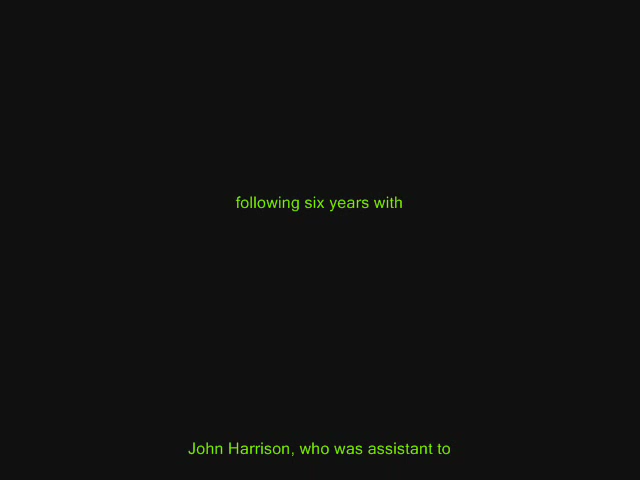 following six years with
John Harrison, who was assistant to